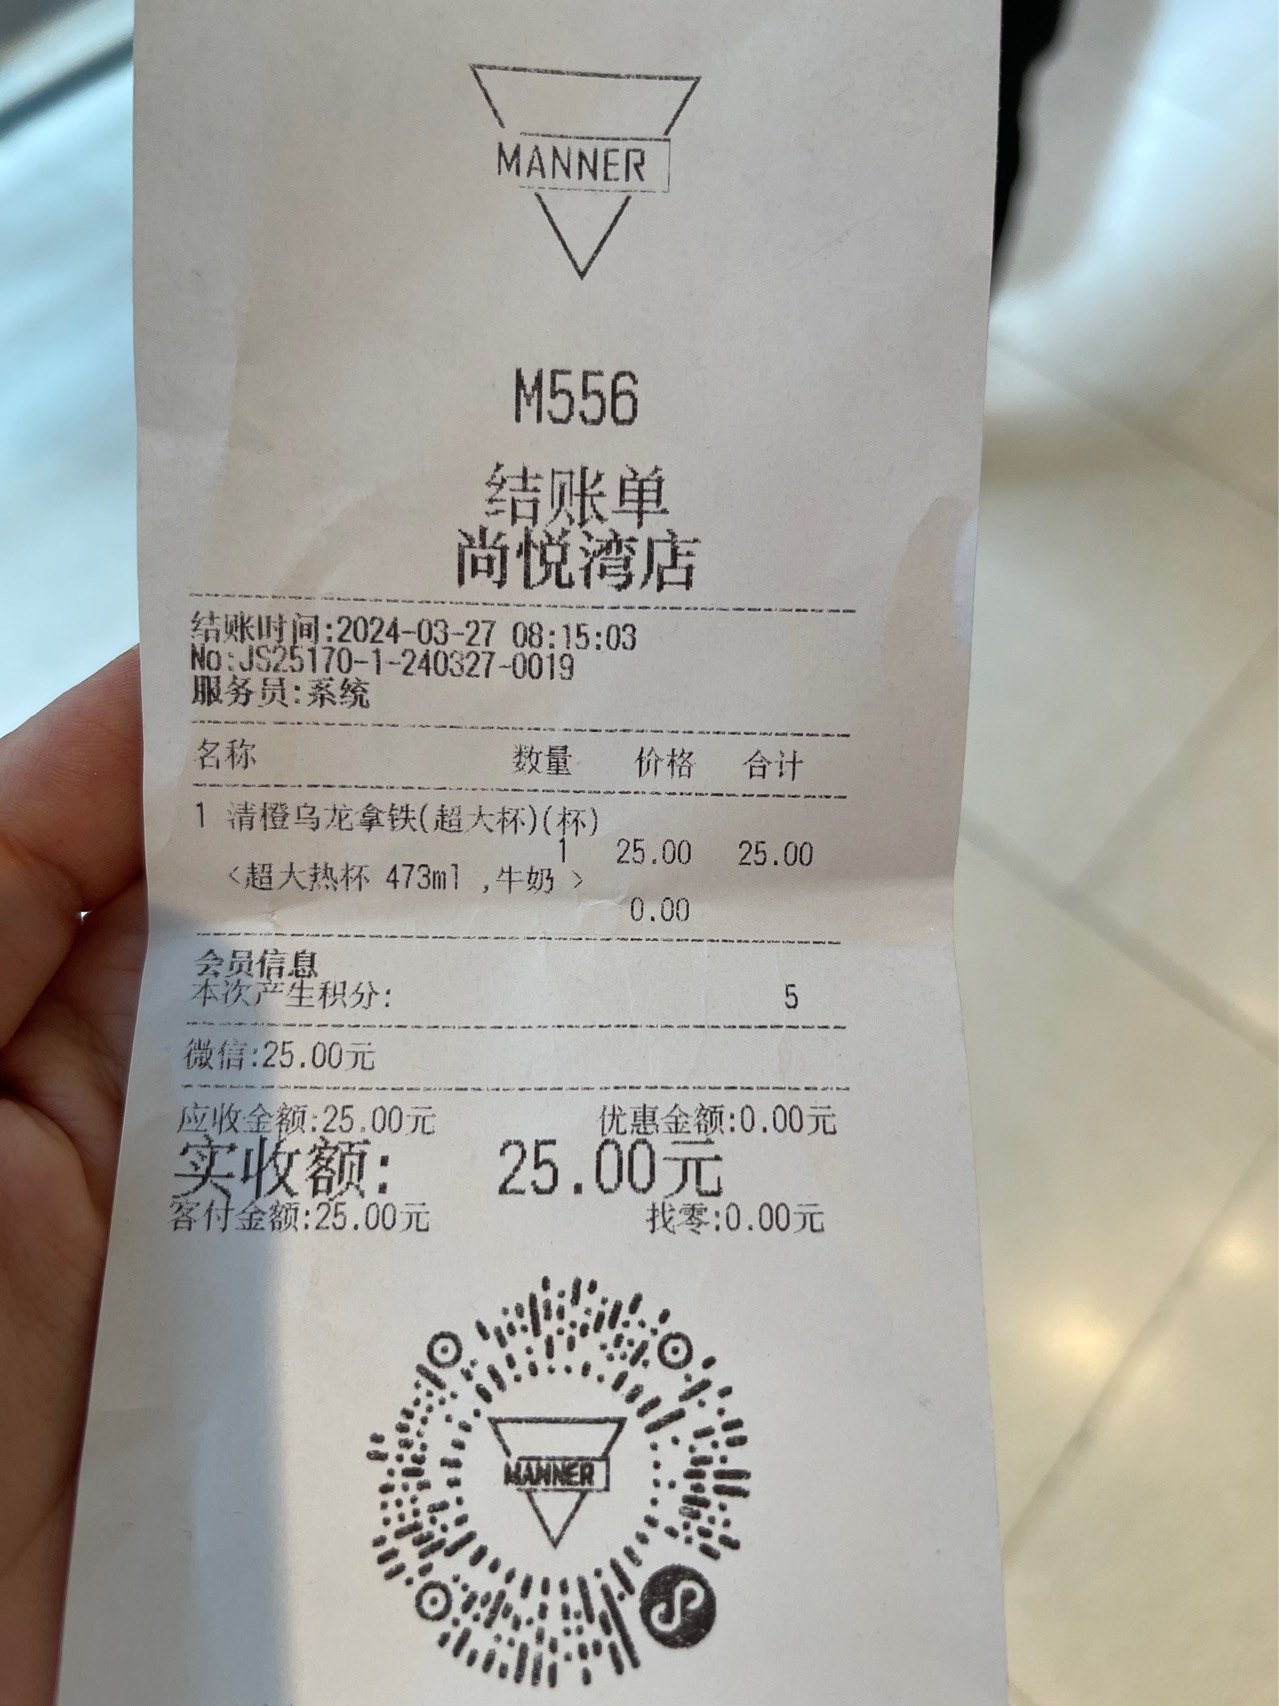 MANNER
M556
结账单
尚悦湾店
结账时间:2024-03-27 08:15:03
No:JS25170-1-240327-0019
服务员:系统
名称 数量 价格 合计
1 清橙乌龙拿铁(超大杯)(杯)
1 25.00 25.00
<超大热杯 473ml ,牛奶 >
0.00
会员信息
本次产生积分: 5
微信:25.00元
应收金额:25.00元 优惠金额:0.00元
实收额: 25.00元
客付金额:25.00元 找零:0.00元
MANNER